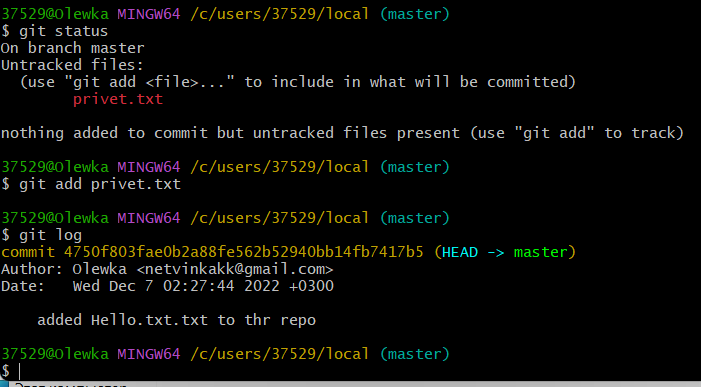 37529@Olewka MINGW64 /c/users/37529/local (master)
$ git status
On branch master
Untracked files:
  (use "git add <file>..." to include in what will be committed)
        privet.txt

nothing added to commit but untracked files present (use "git add" to track)

37529@Olewka MINGW64 /c/users/37529/local (master)
$ git add privet.txt

37529@Olewka MINGW64 /c/users/37529/local (master)
$ git log
commit 4750f803fae0b2a88fe562b52940bb14fb7417b5 (HEAD -> master)
Author: Olewka <netvinkakk@gmail.com>
Date:   Wed Dec 7 02:27:44 2022 +0300

    added Hello.txt.txt to thr repo

37529@Olewka MINGW64 /c/users/37529/local (master)
$